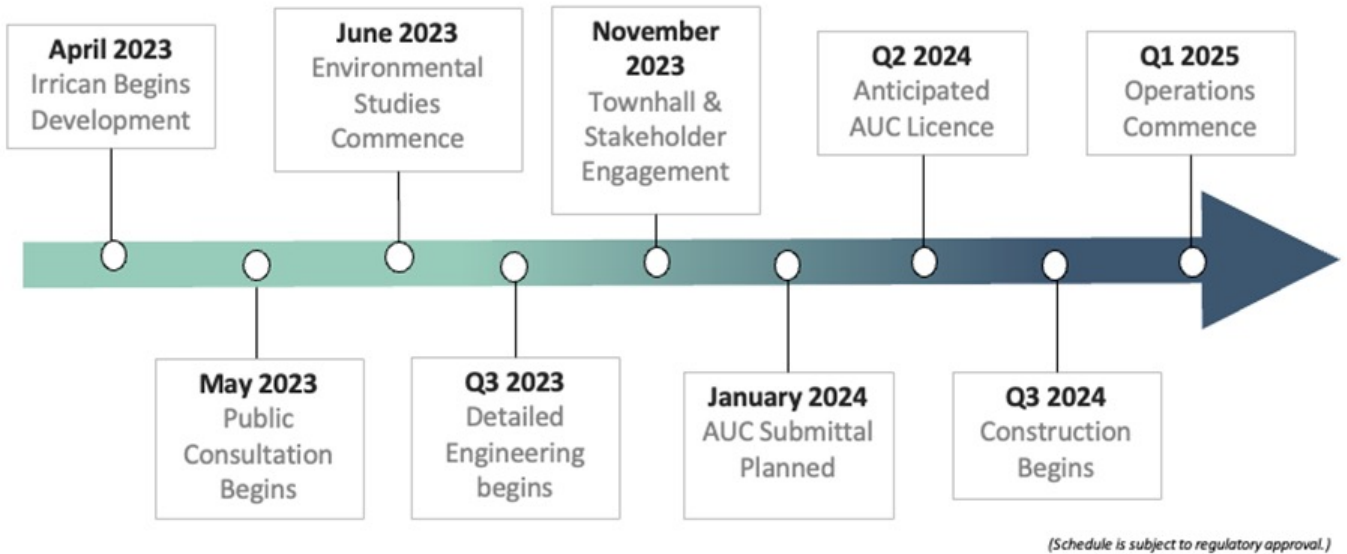 April 2023
Irrican Begins
Development
May 2023
Public
Consultation
Begins
June 2023
Environmental
Studies
Commence
Q3 2023
Detailed
Engineering
begins
November
2023
Townhall &
Stakeholder
Engagement
January 2024
AUC Submittal
Planned
Q2 2024
Anticipated
AUC Licence
Q3 2024
Construction
Begins
Q1 2025
Operations
Commence
(Schedule is subject to regulatory approval.)